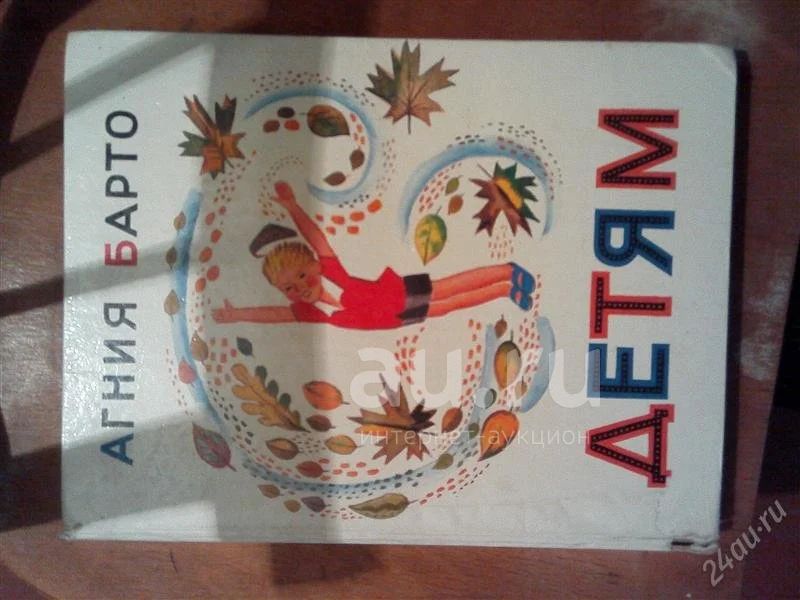 АГНИЯ БАРТО
ДЕТЯМ
au.ru
интернет-аукцион
24au.ru